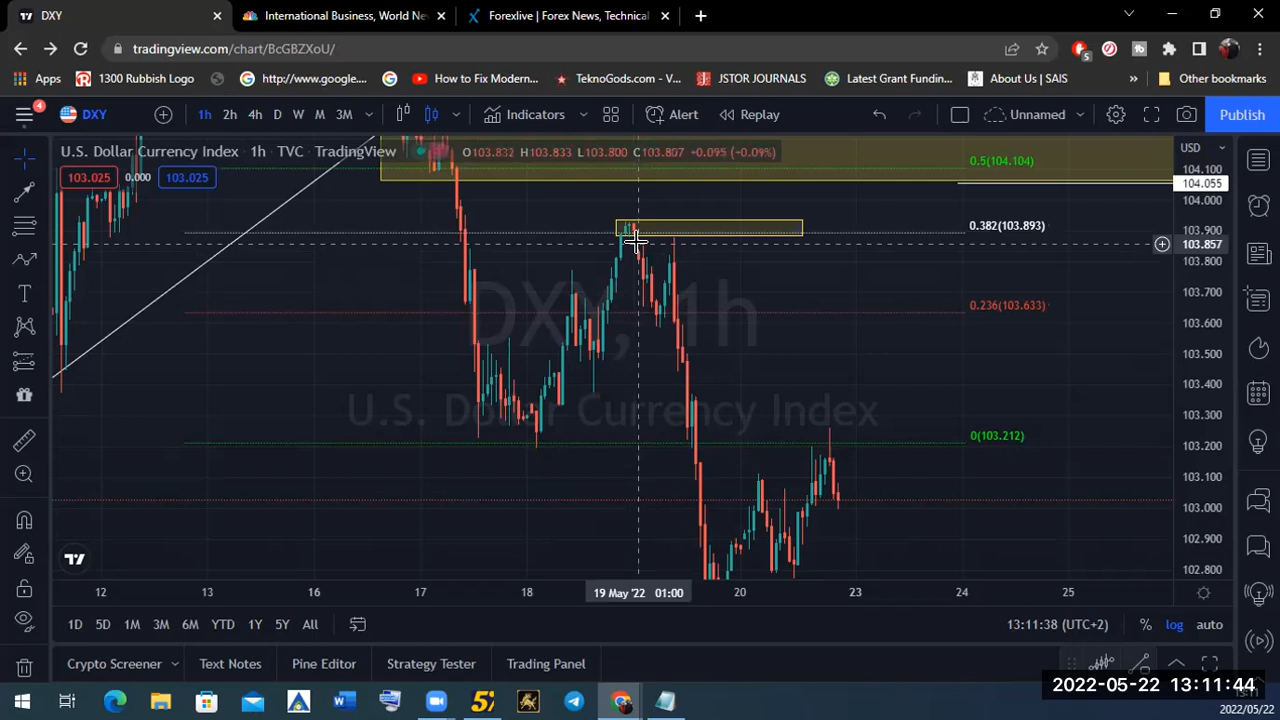 DXY
International Business, World Ne
Forexlive | Forex News, Technical
tradingview.com/chart/BcGBZXoU/
5
Apps
1300 Rubbish Logo
http://www.google...
How to Fix Modern...
TeknoGods.com - V...
JSTOR JOURNALS
Latest Grant Fundin...
About Us | SAIS
Other bookmarks
4
DXY
1h 2h 4h D W M 3M
Indicators
Alert
Replay
Unnamed
Publish
U.S. Dollar Currency Index · 1h · TVC · TradingView
O103.832 H103.833 L103.800 C103.807 +0.095 (+0.09%)
USD
103.025
0.000
103.025
0.5(104.104)
104.100
104.055
104.000
0.382(103.893)
103.900
103.857
103.800
103.700
0.236(103.633)
103.600
103.500
103.400
103.300
0(103.212)
103.200
103.100
103.000
102.900
102.800
DXY, 1h
U.S. Dollar Currency Index
12 13 16 17 18 19 May '22 01:00 20 23 24 25 26
1D 5D 1M 3M 6M YTD 1Y 5Y All
13:11:38 (UTC+2)
% log auto
Crypto Screener
Text Notes
Pine Editor
Strategy Tester
Trading Panel
2022-05-22 13:11:44
13:11
2022/05/22